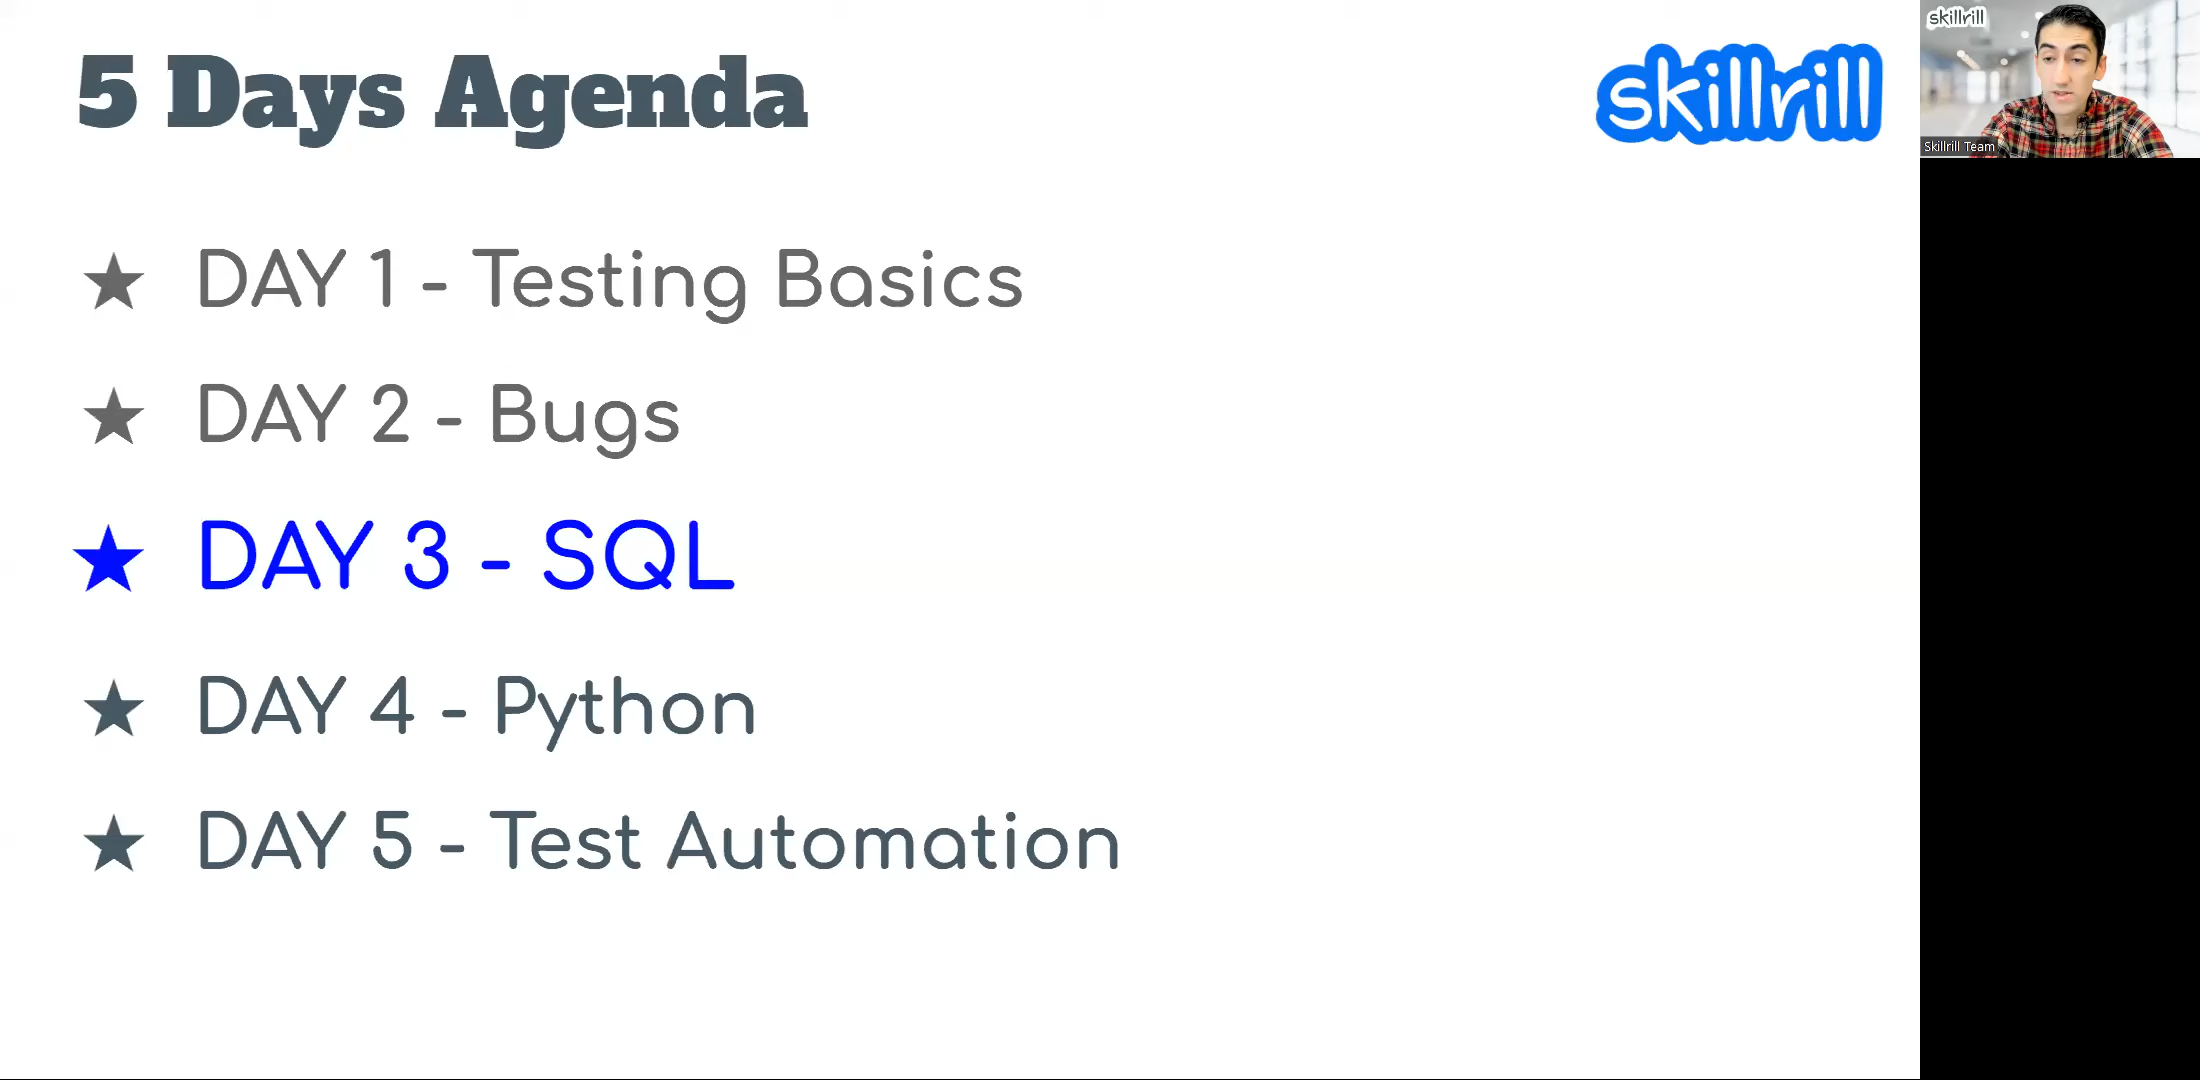 5 Days Agenda
skillrill
skillrill
Skillrill Team
★ DAY 1 - Testing Basics
★ DAY 2 - Bugs
★ DAY 3 - SQL
★ DAY 4 - Python
★ DAY 5 - Test Automation